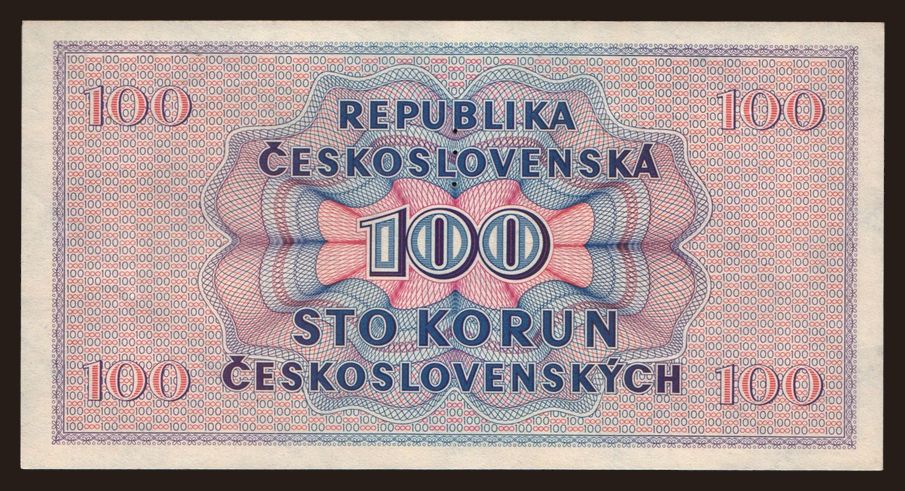 100 100
REPUBLIKA
ČESKOSLOVENSKÁ
100
STO KORUN
ČESKOSLOVENSKÝCH
100 100